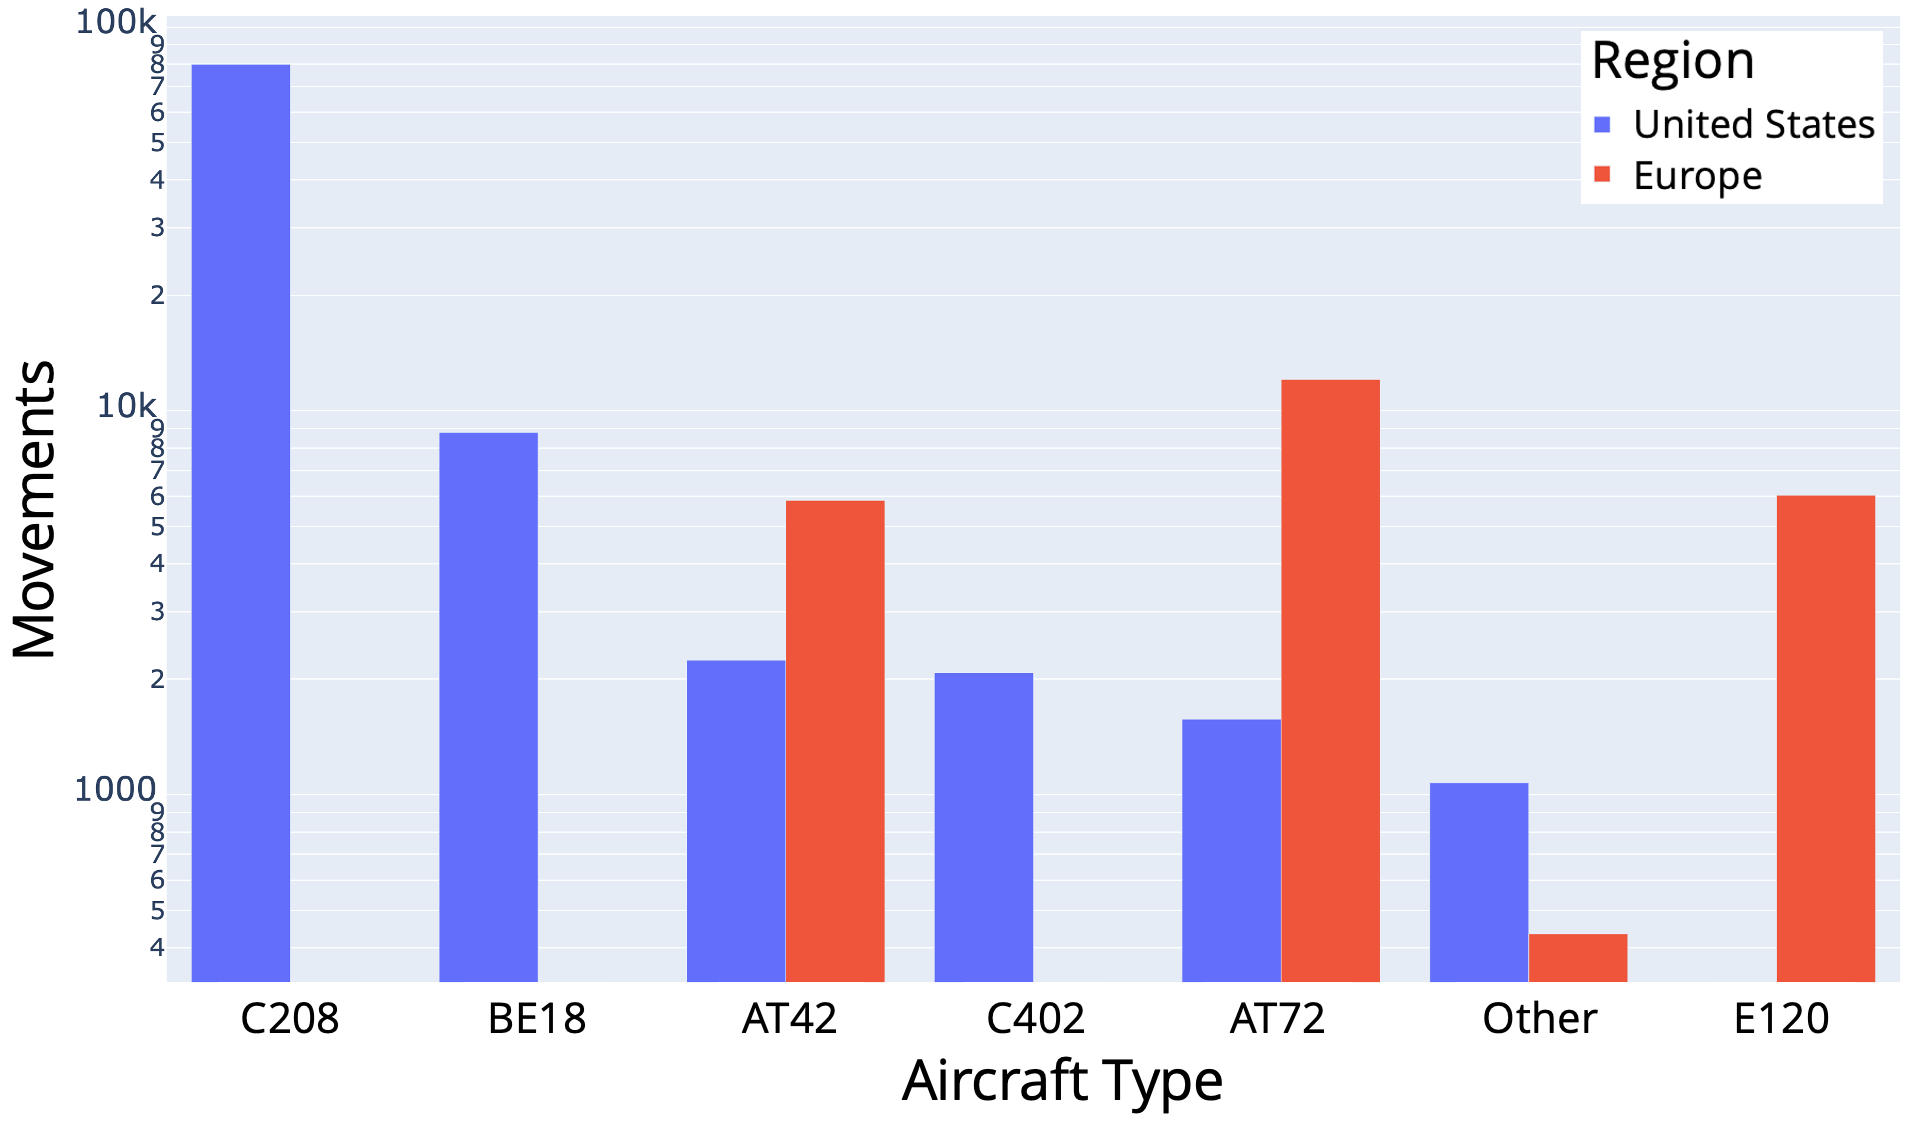 100k
9
8
7
6
5
4
3
2
10k
9
8
7
6
5
4
3
2
1000
9
8
7
6
5
4
Movements
Region
United States
Europe
C208 BE18 AT42 C402 AT72 Other E120
Aircraft Type